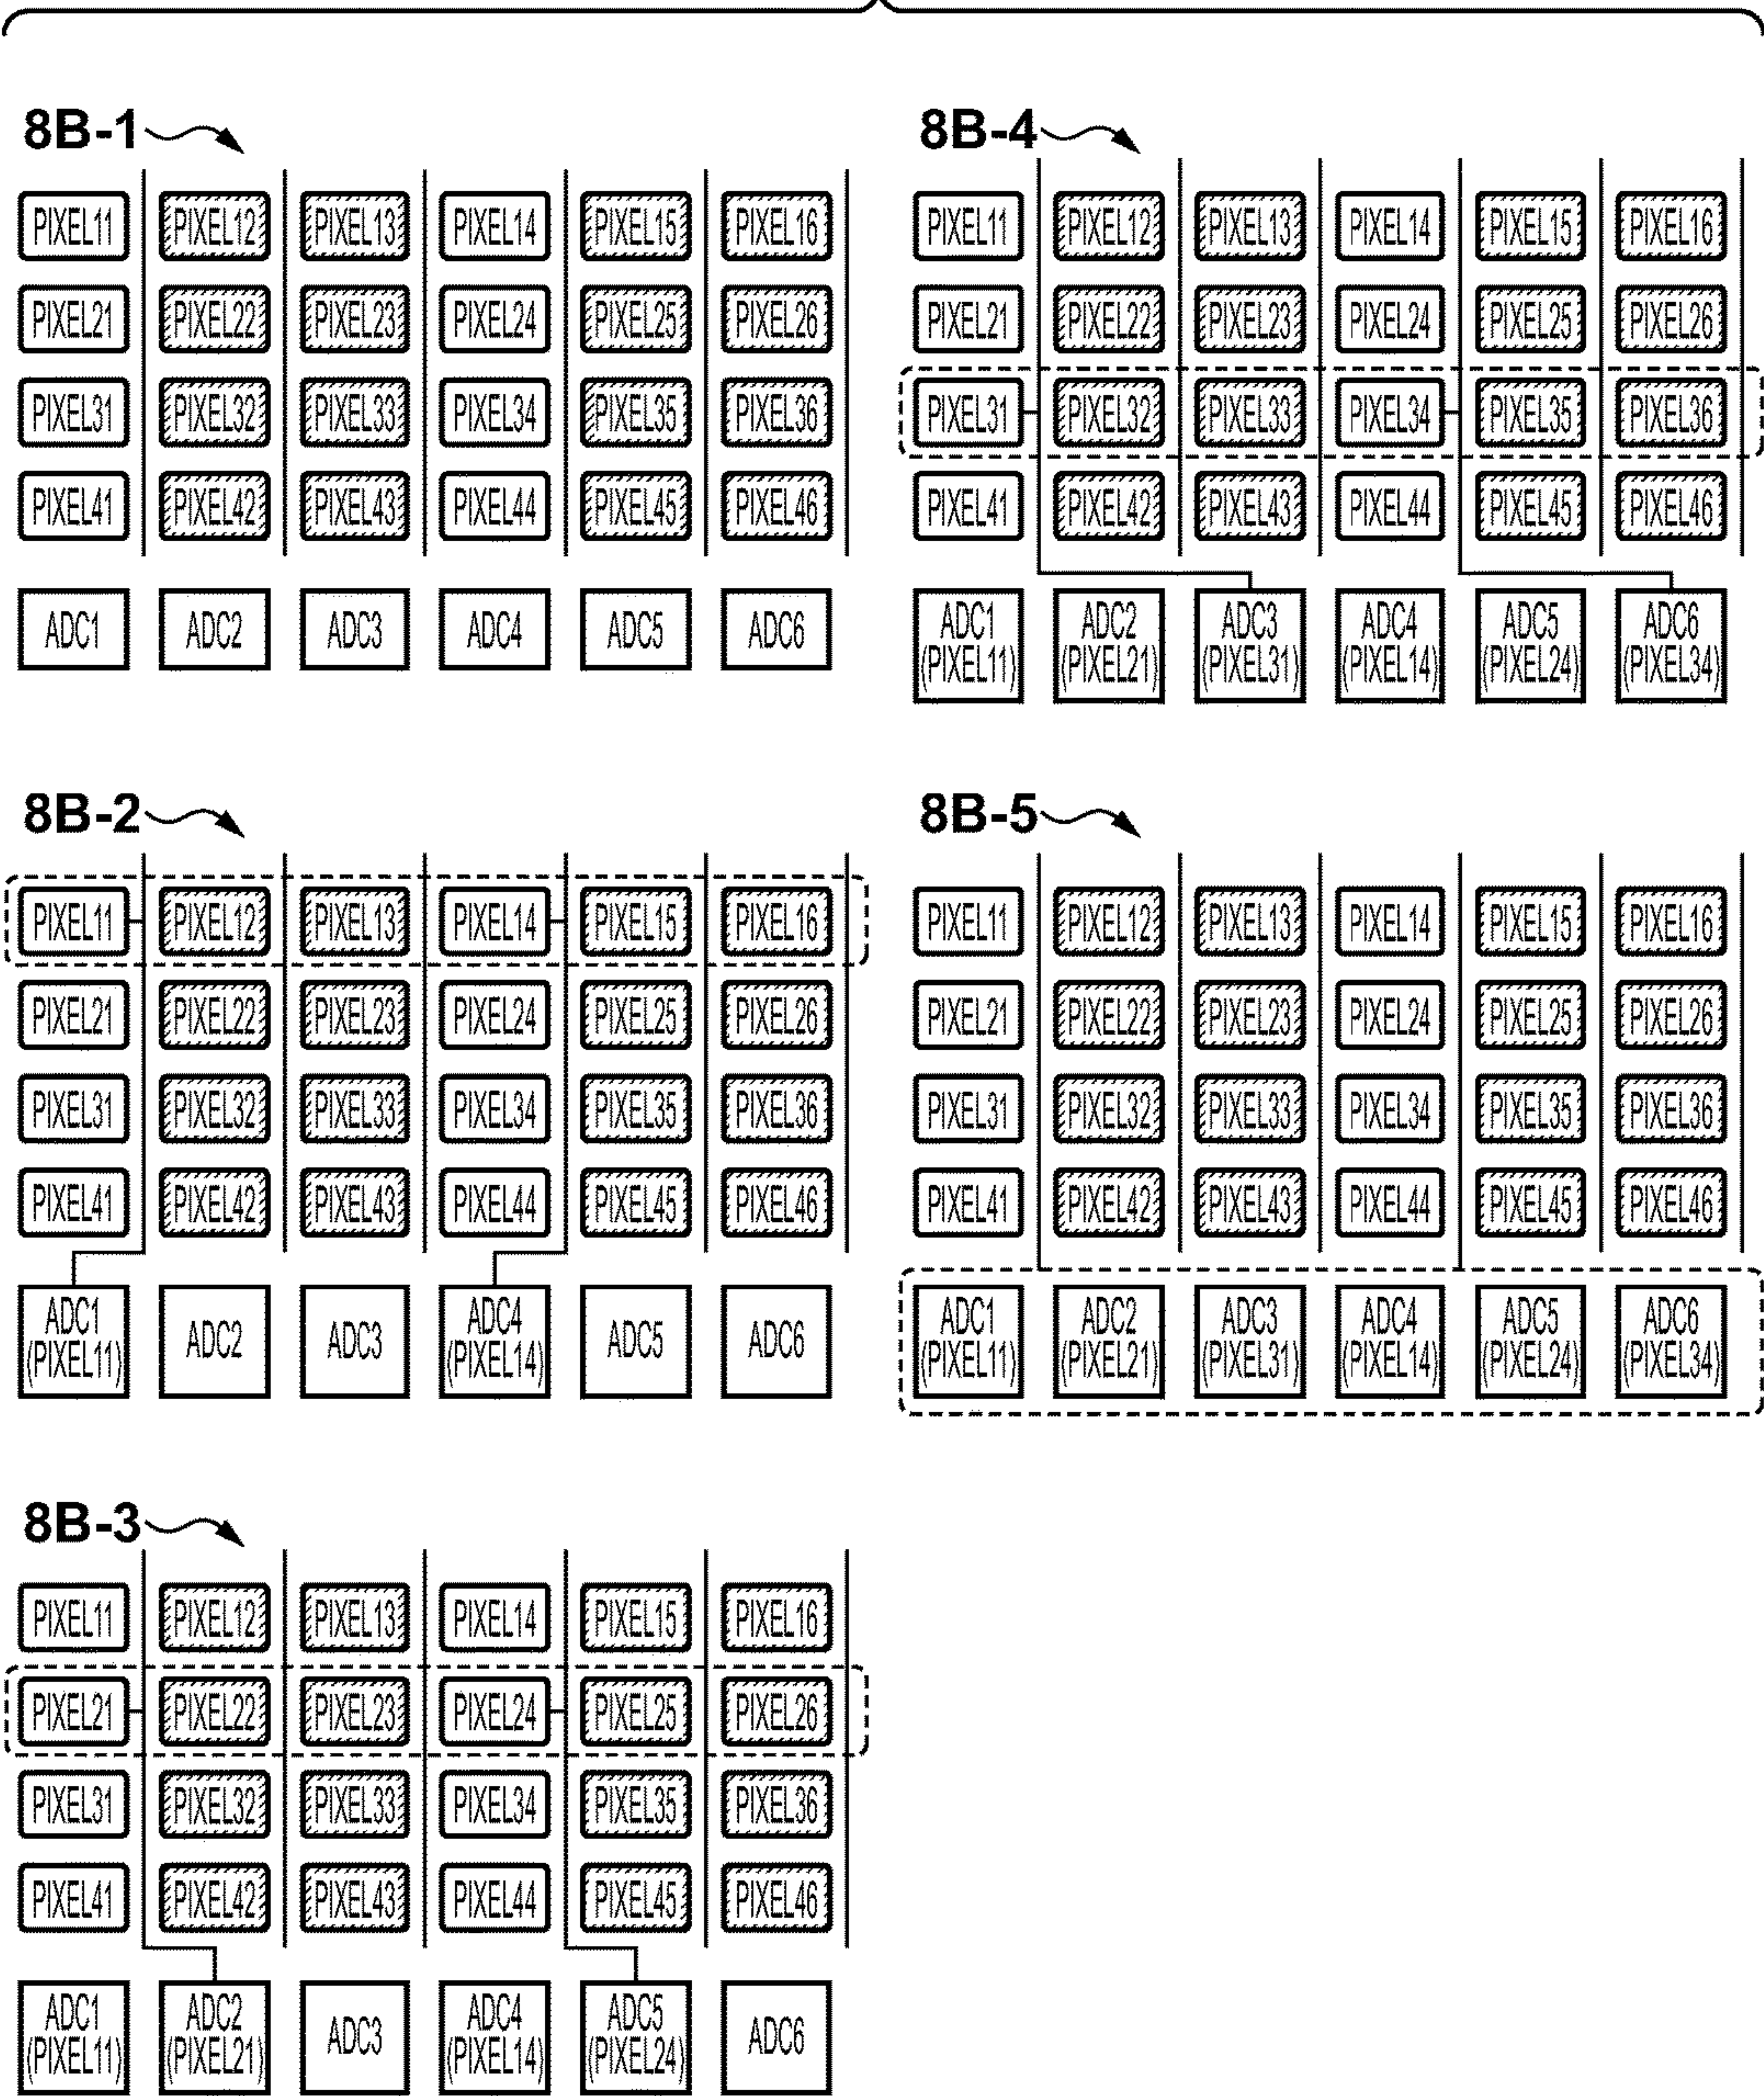 8B-1
PIXEL11 PIXEL12 PIXEL13 PIXEL14 PIXEL15 PIXEL16
PIXEL21 PIXEL22 PIXEL23 PIXEL24 PIXEL25 PIXEL26
PIXEL31 PIXEL32 PIXEL33 PIXEL34 PIXEL35 PIXEL36
PIXEL41 PIXEL42 PIXEL43 PIXEL44 PIXEL45 PIXEL46
ADC1 ADC2 ADC3 ADC4 ADC5 ADC6
8B-2
PIXEL11 PIXEL12 PIXEL13 PIXEL14 PIXEL15 PIXEL16
PIXEL21 PIXEL22 PIXEL23 PIXEL24 PIXEL25 PIXEL26
PIXEL31 PIXEL32 PIXEL33 PIXEL34 PIXEL35 PIXEL36
PIXEL41 PIXEL42 PIXEL43 PIXEL44 PIXEL45 PIXEL46
ADC1 ADC2 ADC3 ADC4 ADC5 ADC6
(PIXEL11) (PIXEL14)
8B-3
PIXEL11 PIXEL12 PIXEL13 PIXEL14 PIXEL15 PIXEL16
PIXEL21 PIXEL22 PIXEL23 PIXEL24 PIXEL25 PIXEL26
PIXEL31 PIXEL32 PIXEL33 PIXEL34 PIXEL35 PIXEL36
PIXEL41 PIXEL42 PIXEL43 PIXEL44 PIXEL45 PIXEL46
ADC1 ADC2 ADC3 ADC4 ADC5 ADC6
(PIXEL11) (PIXEL21) (PIXEL14) (PIXEL24)
8B-4
PIXEL11 PIXEL12 PIXEL13 PIXEL14 PIXEL15 PIXEL16
PIXEL21 PIXEL22 PIXEL23 PIXEL24 PIXEL25 PIXEL26
PIXEL31 PIXEL32 PIXEL33 PIXEL34 PIXEL35 PIXEL36
PIXEL41 PIXEL42 PIXEL43 PIXEL44 PIXEL45 PIXEL46
ADC1 ADC2 ADC3 ADC4 ADC5 ADC6
(PIXEL11) (PIXEL21) (PIXEL31) (PIXEL14) (PIXEL24) (PIXEL34)
8B-5
PIXEL11 PIXEL12 PIXEL13 PIXEL14 PIXEL15 PIXEL16
PIXEL21 PIXEL22 PIXEL23 PIXEL24 PIXEL25 PIXEL26
PIXEL31 PIXEL32 PIXEL33 PIXEL34 PIXEL35 PIXEL36
PIXEL41 PIXEL42 PIXEL43 PIXEL44 PIXEL45 PIXEL46
ADC1 ADC2 ADC3 ADC4 ADC5 ADC6
(PIXEL11) (PIXEL21) (PIXEL31) (PIXEL14) (PIXEL24) (PIXEL34)